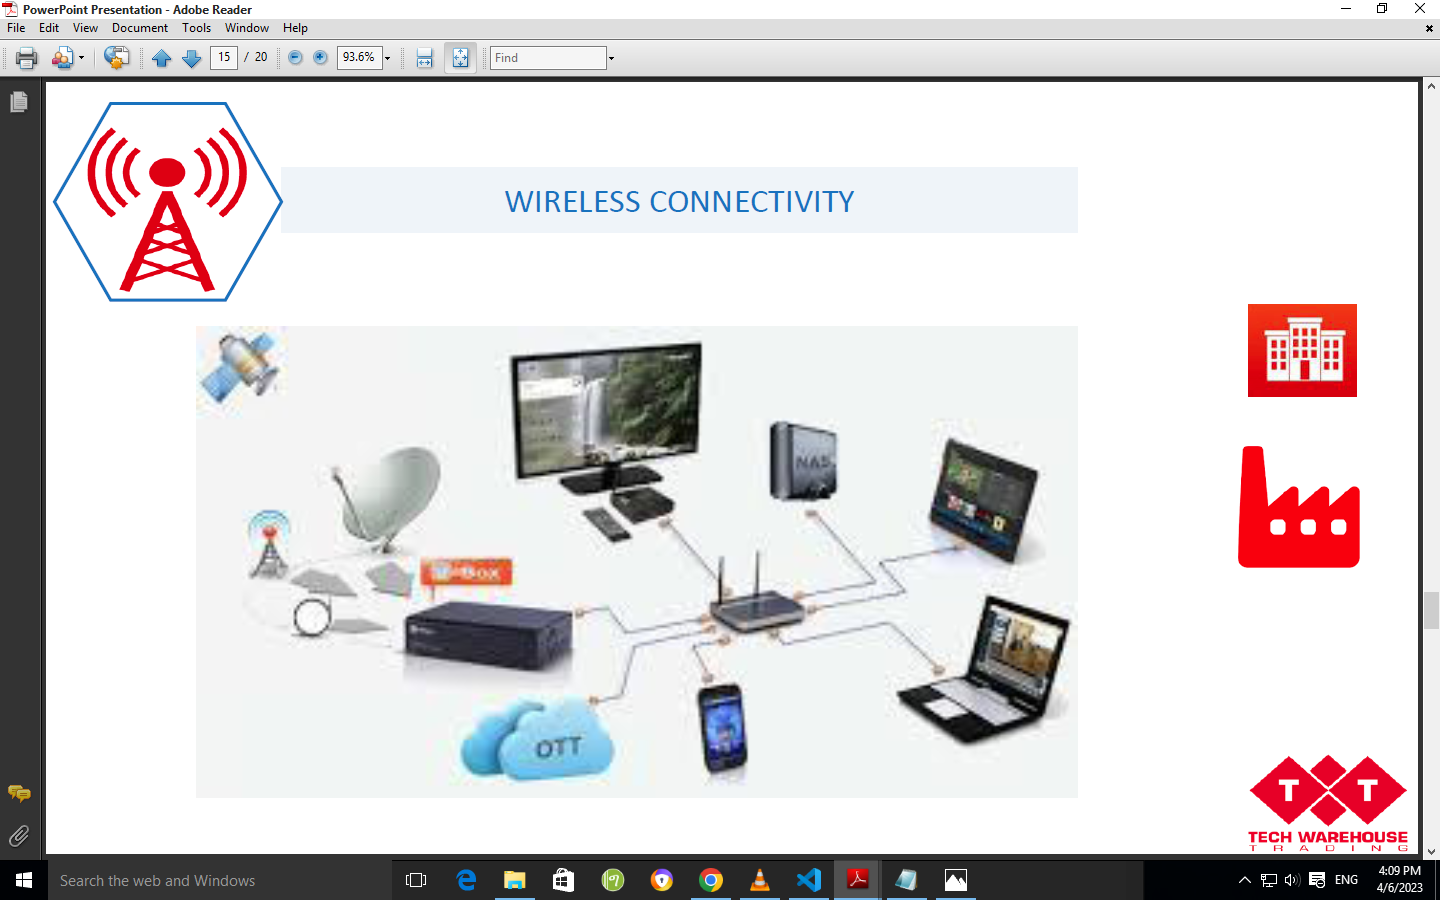 PowerPoint Presentation - Adobe Reader
File Edit View Document Tools Window Help
15 / 20 93.6% Find
WIRELESS CONNECTIVITY
NAS
Box
OTT
T T
TECH WAREHOUSE
TRADING
Search the web and Windows
ENG
4:09 PM
4/6/2023